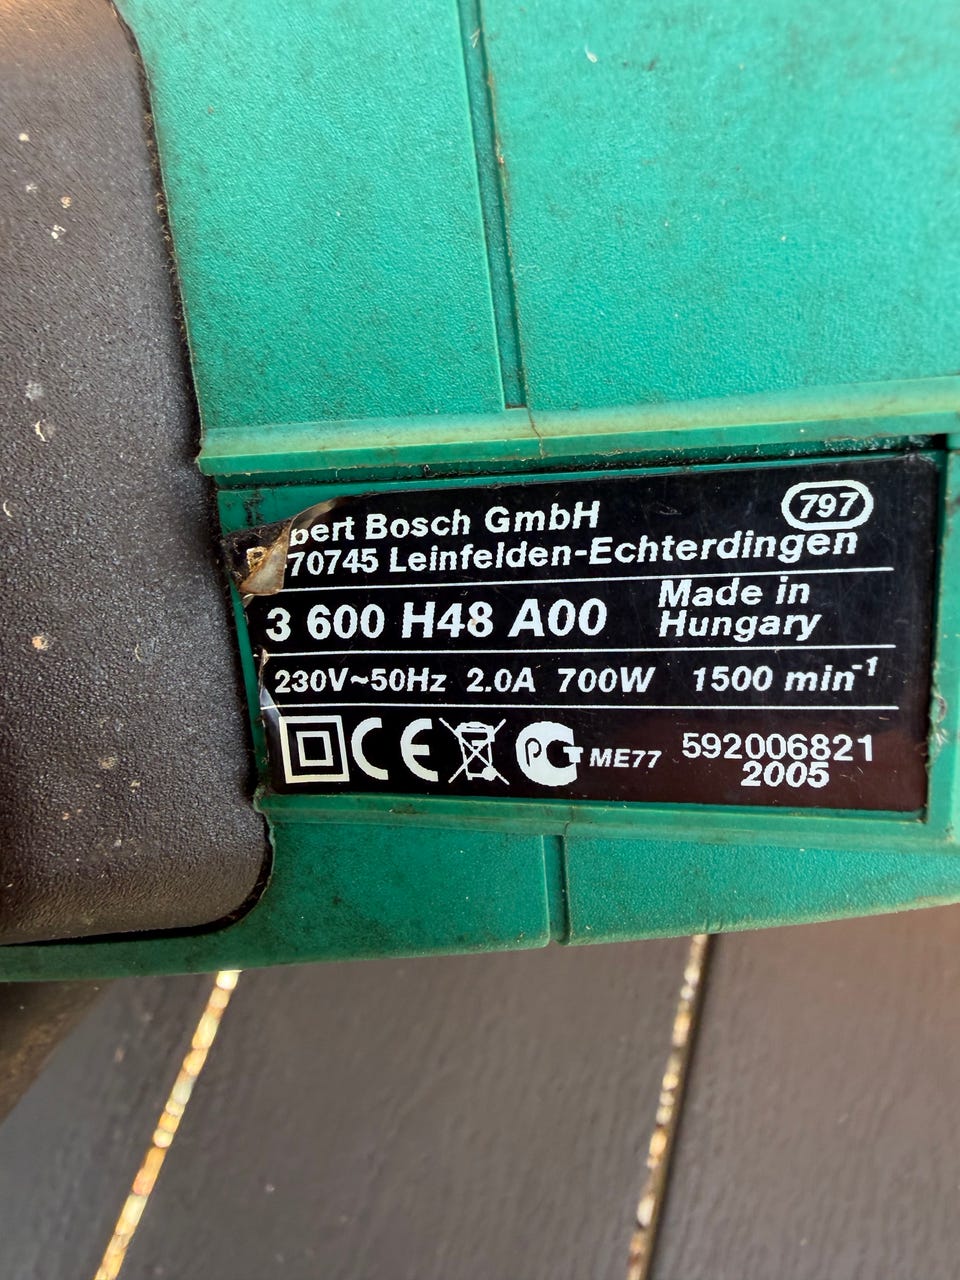 bert Bosch GmbH 797
70745 Leinfelden-Echterdingen
3 600 H48 A00 Made in
Hungary
230V~50Hz 2.0A 700W 1500 min⁻¹
CE PCT ME77 592006821
2005